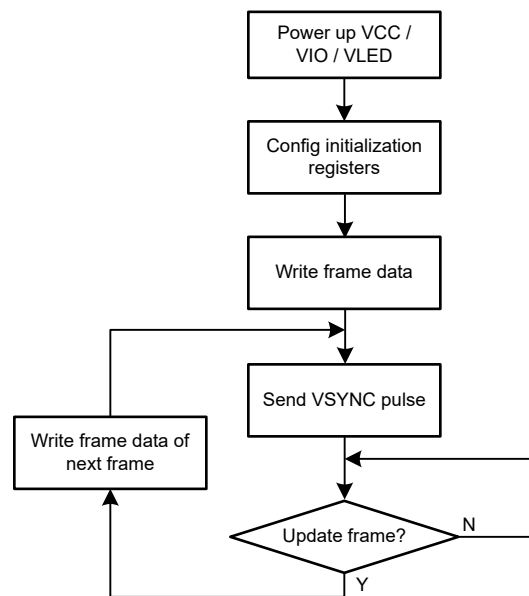 Power up VCC /
VIO / VLED
Config initialization
registers
Write frame data
Send VSYNC pulse
Write frame data of
next frame
Update frame?
N
Y